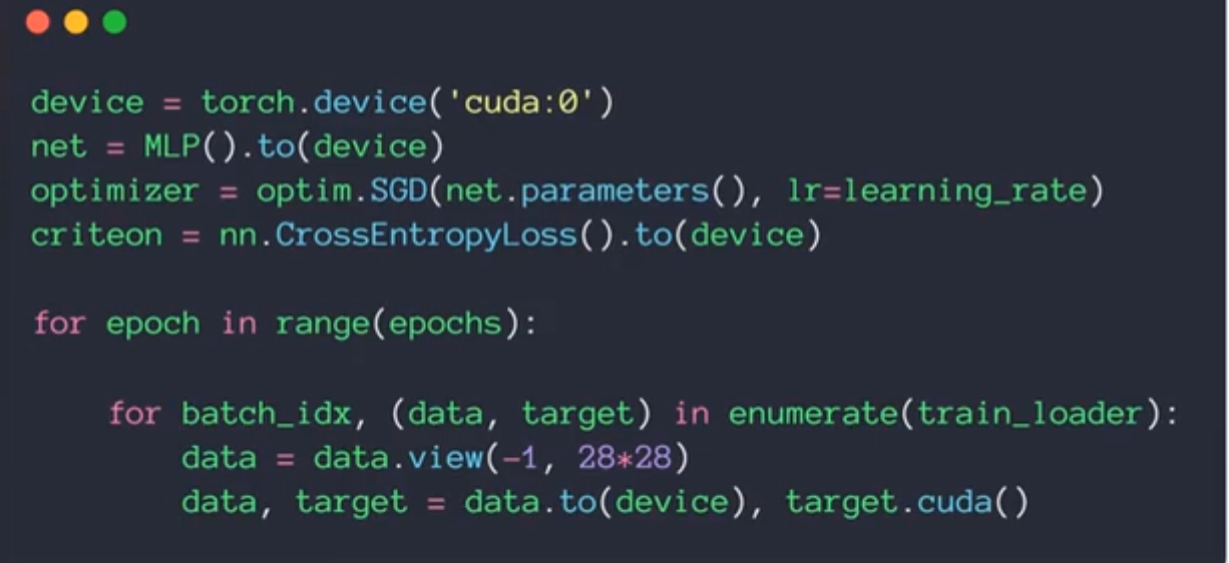 device = torch.device('cuda:0')
net = MLP().to(device)
optimizer = optim.SGD(net.parameters(), lr=learning_rate)
criteon = nn.CrossEntropyLoss().to(device)
for epoch in range(epochs):
    for batch_idx, (data, target) in enumerate(train_loader):
        data = data.view(-1, 28*28)
        data, target = data.to(device), target.cuda()